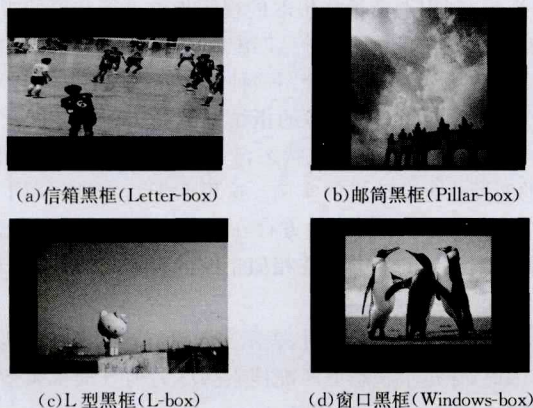 (a)信箱黑框(Letter-box)
(b)邮筒黑框(Pillar-box)
(c)L 型黑框(L-box)
(d)窗口黑框(Windows-box)